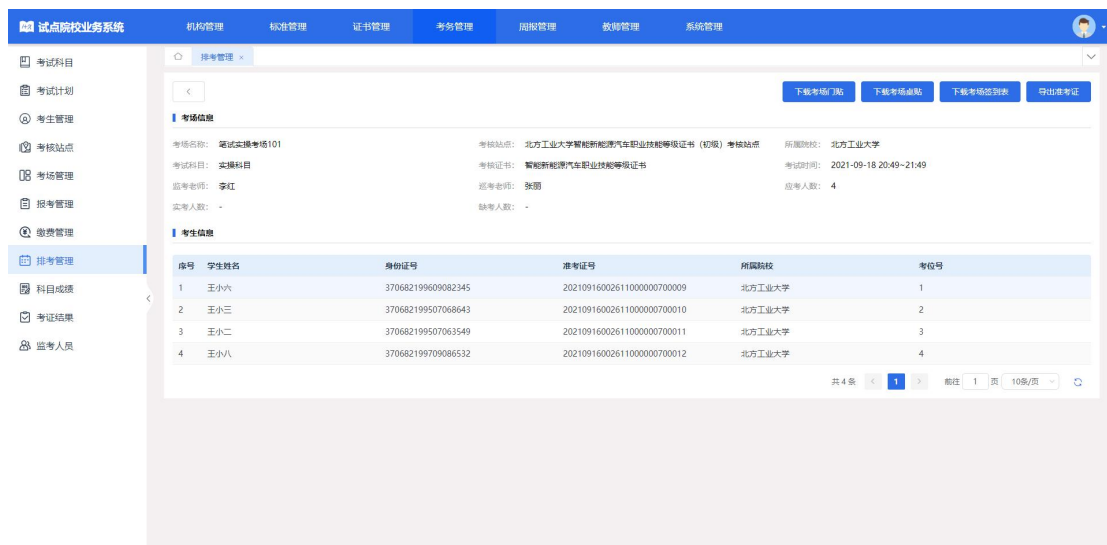 试点院校业务系统 机构管理 标准管理 证书管理 考务管理 周报管理 教师管理 系统管理
考试科目
考试计划
考生管理
考核站点
考场管理
报考管理
缴费管理
排考管理
科目成绩
考证结果
监考人员
排考管理 ×
下载考场门贴 下载考场桌贴 下载考场签到表 导出准考证
考场信息
考场名称: 笔试实操考场101 考核站点: 北方工业大学智能新能源汽车职业技能等级证书（初级）考核站点 所属院校: 北方工业大学
考试科目: 实操科目 考核证书: 智能新能源汽车职业技能等级证书 考试时间: 2021-09-18 20:49~21:49
监考老师: 李红 巡考老师: 张丽 应考人数: 4
实考人数: - 缺考人数: -
考生信息
序号 学生姓名 身份证号 准考证号 所属院校 考位号
1 王小六 370682199609082345 20210916002611000000700009 北方工业大学 1
2 王小三 370682199507068643 20210916002611000000700010 北方工业大学 2
3 王小二 370682199507063549 20210916002611000000700011 北方工业大学 3
4 王小八 370682199709086532 20210916002611000000700012 北方工业大学 4
共 4 条 < 1 > 前往 1 页 10条/页